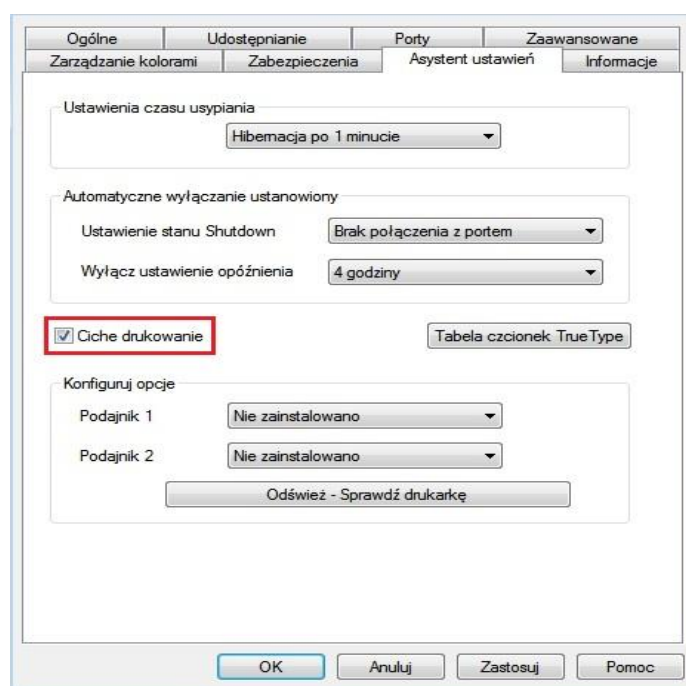 Ogólne Udostępnianie Porty Zaawansowane
Zarządzanie kolorami Zabezpieczenia Asystent ustawień Informacje
Ustawienia czasu usypiania
Hibernacja po 1 minucie
Automatyczne wyłączanie ustanowiony
Ustawienie stanu Shutdown Brak połączenia z portem
Wyłącz ustawienie opóźnienia 4 godziny
Ciche drukowanie Tabela czcionek TrueType
Konfiguruj opcje
Podajnik 1 Nie zainstalowano
Podajnik 2 Nie zainstalowano
Odśwież - Sprawdź drukarkę
OK Anuluj Zastosuj Pomoc